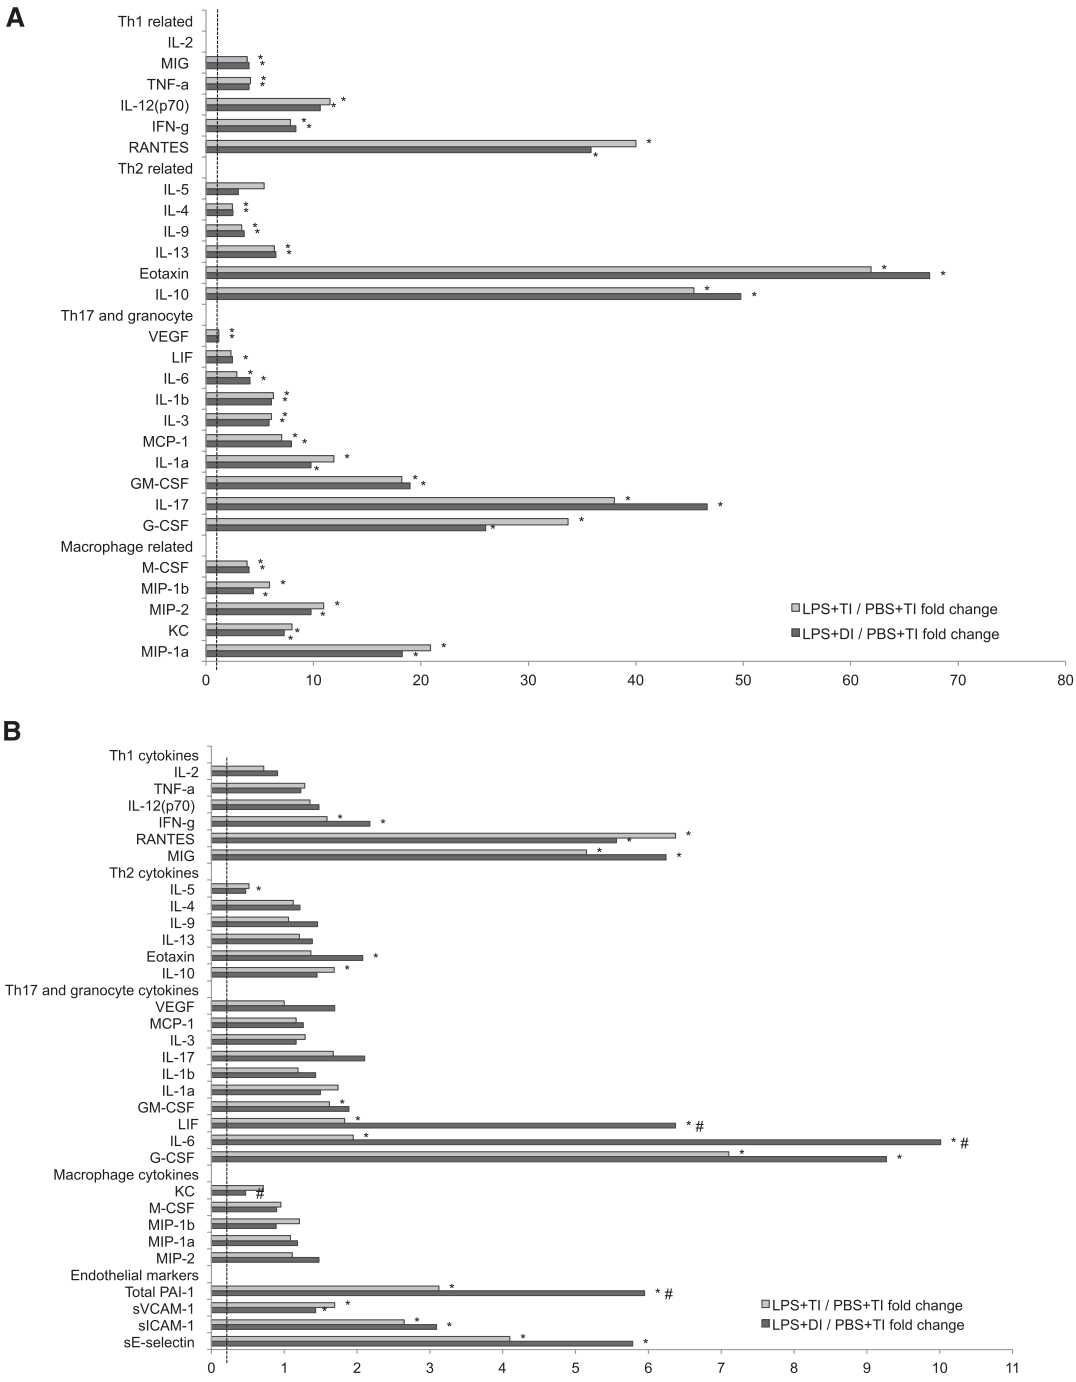 A
Th1 related
IL-2
MIG * *
TNF-a * *
IL-12(p70) * *
IFN-g * *
RANTES * *
Th2 related
IL-5
IL-4 * *
IL-9 * *
IL-13 * *
Eotaxin * *
IL-10 * *
Th17 and granocyte
VEGF * *
LIF *
IL-6 * *
IL-1b * *
IL-3 * *
MCP-1 * *
IL-1a * *
GM-CSF * *
IL-17 * *
G-CSF * *
Macrophage related
M-CSF * *
MIP-1b * *
MIP-2 * *
KC * *
MIP-1a * *
LPS+TI / PBS+TI fold change
LPS+DI / PBS+TI fold change
0 10 20 30 40 50 60 70 80
B
Th1 cytokines
IL-2
TNF-a
IL-12(p70)
IFN-g * *
RANTES * *
MIG * *
Th2 cytokines
IL-5 *
IL-4
IL-9
IL-13
Eotaxin *
IL-10 *
Th17 and granocyte cytokines
VEGF
MCP-1
IL-3
IL-17
IL-1b
IL-1a
GM-CSF *
LIF * * #
IL-6 * * #
G-CSF * *
Macrophage cytokines
KC #
M-CSF
MIP-1b
MIP-1a
MIP-2
Endothelial markers
Total PAI-1 * * #
sVCAM-1 * *
sICAM-1 * *
sE-selectin * *
LPS+TI / PBS+TI fold change
LPS+DI / PBS+TI fold change
0 1 2 3 4 5 6 7 8 9 10 11